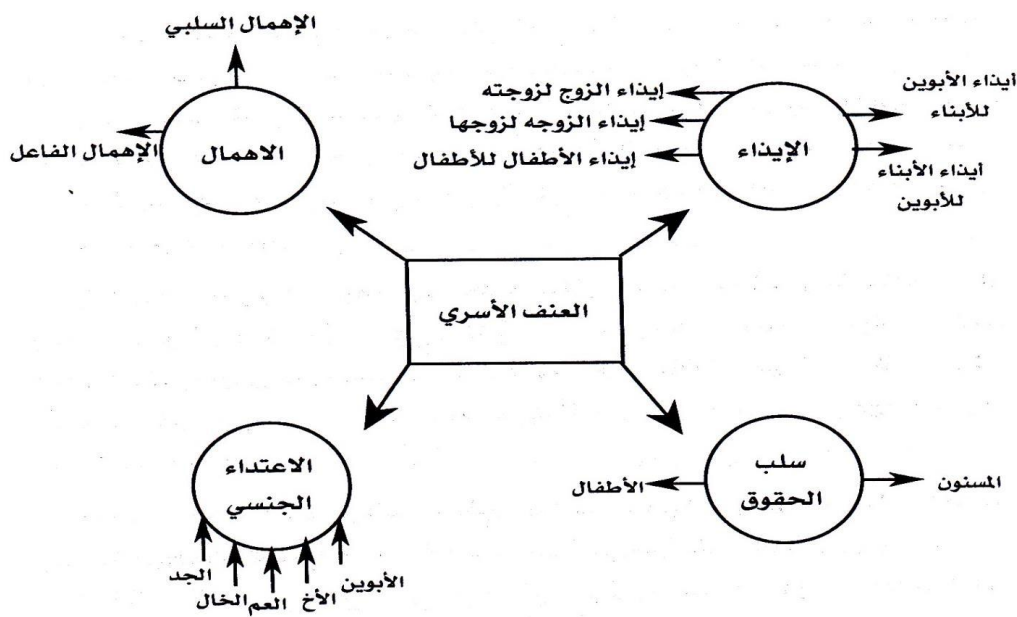 الإهمال السلبي
الإهمال الفاعل
الاهمال
إيذاء الزوج لزوجته
إيذاء الزوجه لزوجها
إيذاء الأطفال للأطفال
الإيذاء
أيذاء الأبوين
للأبناء
أيذاء الأبناء
للأبوين
العنف الأسري
الاعتداء
الجنسي
الأبوين
الأخ
العم
الخال
الجد
سلب
الحقوق
المسنون
الأطفال